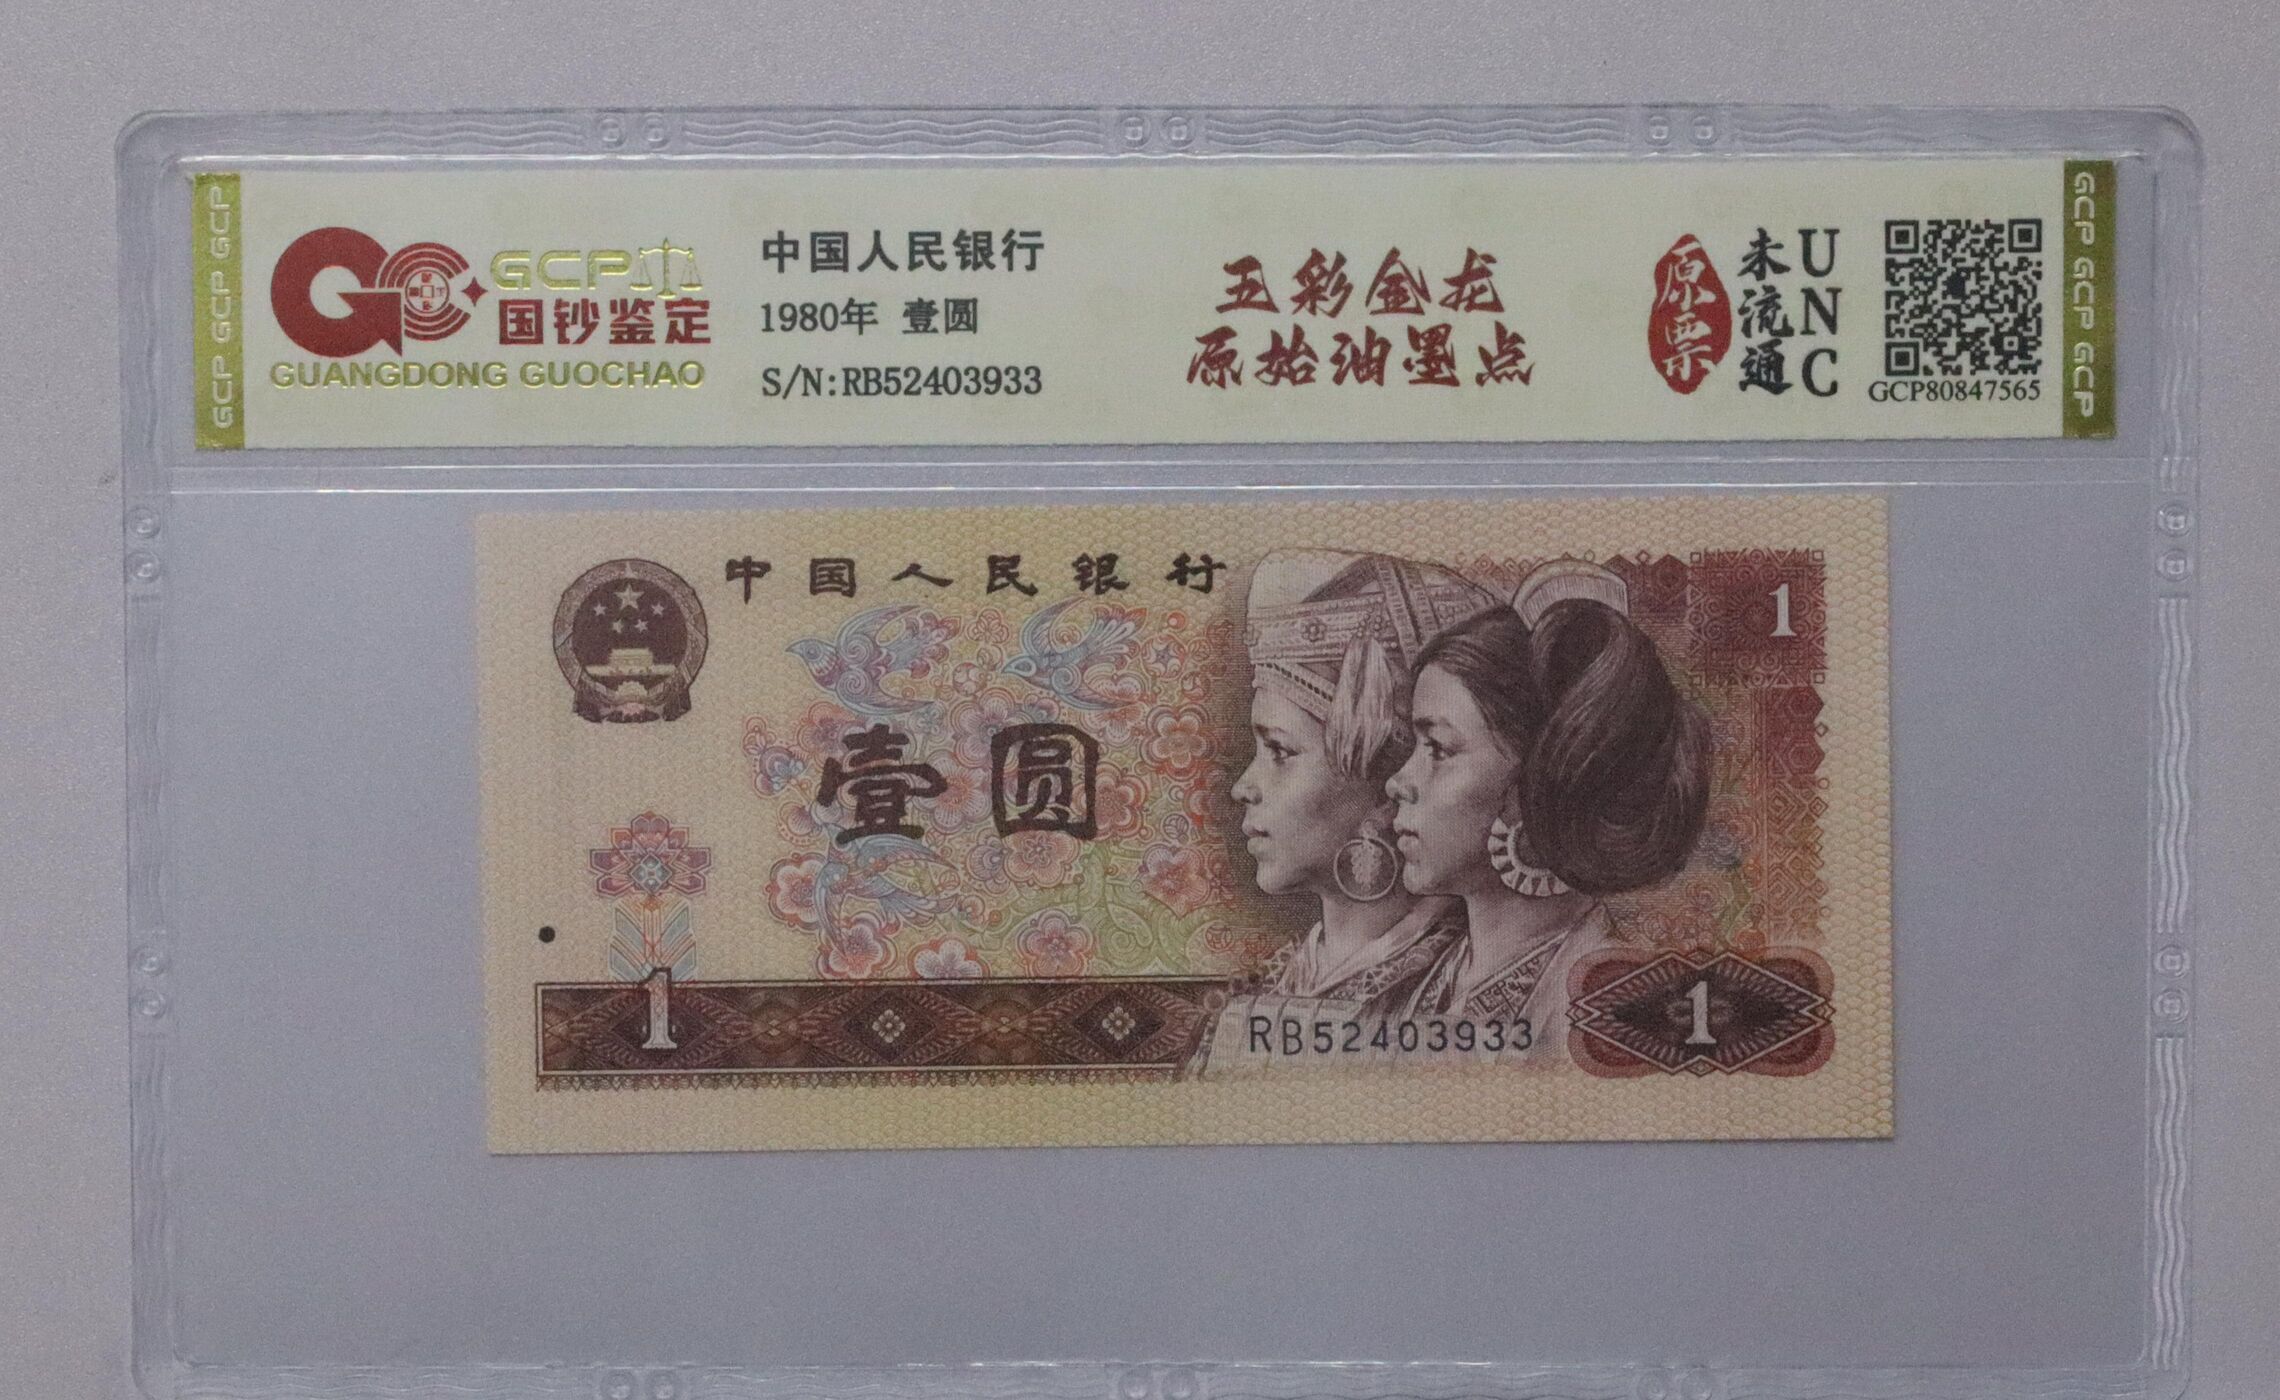 GCP GCP GCP
GCP
国钞鉴定
GUANGDONG GUOCHAO
中国人民银行
1980年 壹圆
S/N:RB52403933
五彩金龙
原始油墨点
原票
未流通
UNC
GCP80847565
GCP GCP GCP
中国人民银行
1
壹圆
1
RB52403933
1